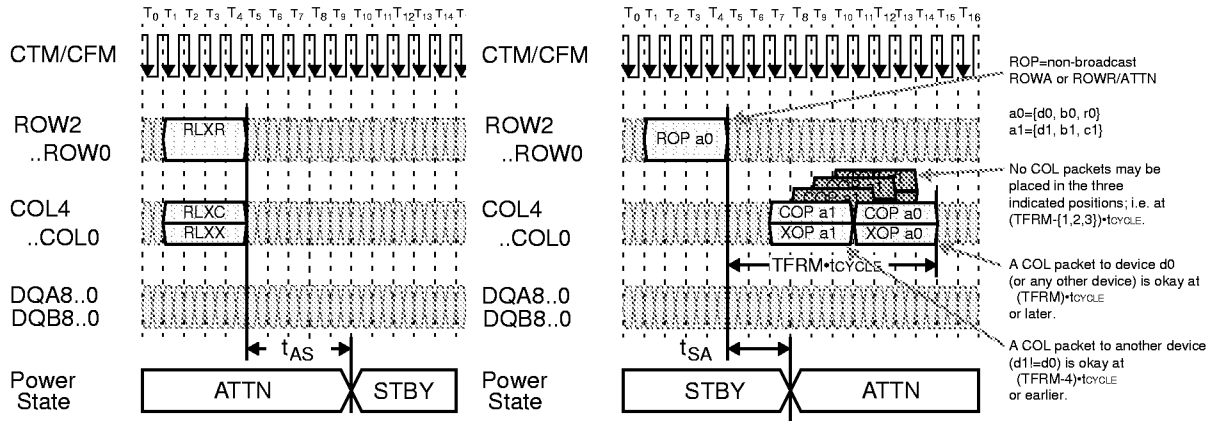 T0 T1 T2 T3 T4 T5 T6 T7 T8 T9 T10 T11 T12 T13 T14 T
CTM/CFM
ROW2
..ROW0
RLXR
COL4
..COL0
RLXC
RLXX
DQA8..0
DQB8..0
tAS
Power
State
ATTN
STBY
T0 T1 T2 T3 T4 T5 T6 T7 T8 T9 T10 T11 T12 T13 T14 T15 T16
CTM/CFM
ROW2
..ROW0
ROP a0
COL4
..COL0
COP a1
COP a0
XOP a1
XOP a0
TFRM•tCYCLE
DQA8..0
DQB8..0
tSA
Power
State
STBY
ATTN
ROP=non-broadcast
ROWA or ROWR/ATTN
a0={d0, b0, r0}
a1={d1, b1, c1}
No COL packets may be
placed in the three
indicated positions; i.e. at
(TFRM-{1,2,3})•tCYCLE.
A COL packet to device d0
(or any other device) is okay at
(TFRM)•tCYCLE
or later.
A COL packet to another device
(d1!=d0) is okay at
(TFRM-4)•tCYCLE
or earlier.